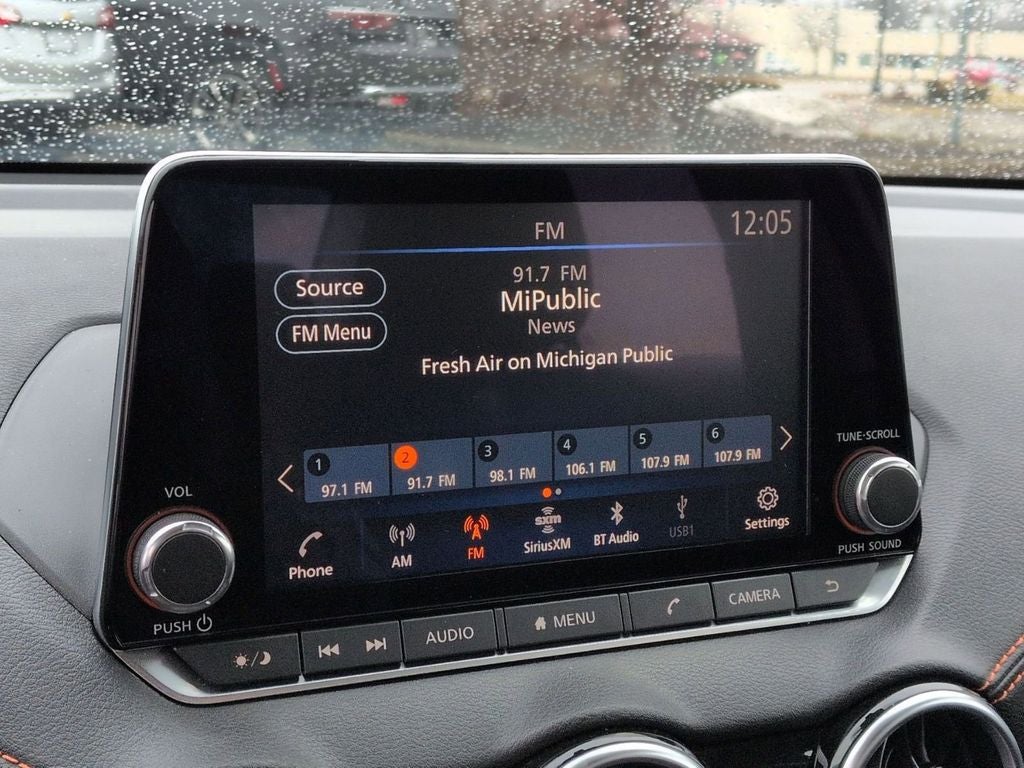 FM
12:05
Source
FM Menu
91.7 FM
MiPublic
News
Fresh Air on Michigan Public
1
97.1 FM
2
91.7 FM
3
98.1 FM
4
106.1 FM
5
107.9 FM
6
107.9 FM
Phone
AM
FM
sxm
SiriusXM
BT Audio
USB1
Settings
VOL
PUSH
TUNE·SCROLL
PUSH SOUND
AUDIO
MENU
CAMERA